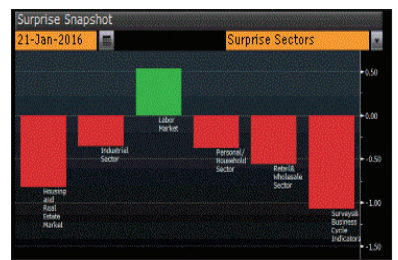 Surprise Snapshot
21-Jan-2016
Surprise Sectors
0.50
0.00
-0.50
-1.00
-1.50
Housing
and
Real
Estate
Market
Industrial
Sector
Labor
Market
Personal/
Household
Sector
Retail&
Wholesale
Sector
Surveys&
Business
Cycle
Indicators